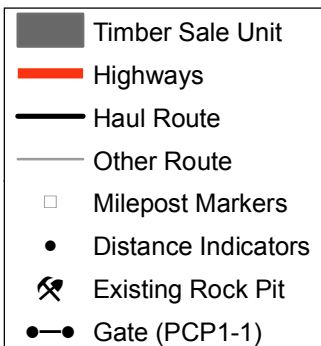 Timber Sale Unit
Highways
Haul Route
Other Route
Milepost Markers
Distance Indicators
Existing Rock Pit
Gate (PCP1-1)